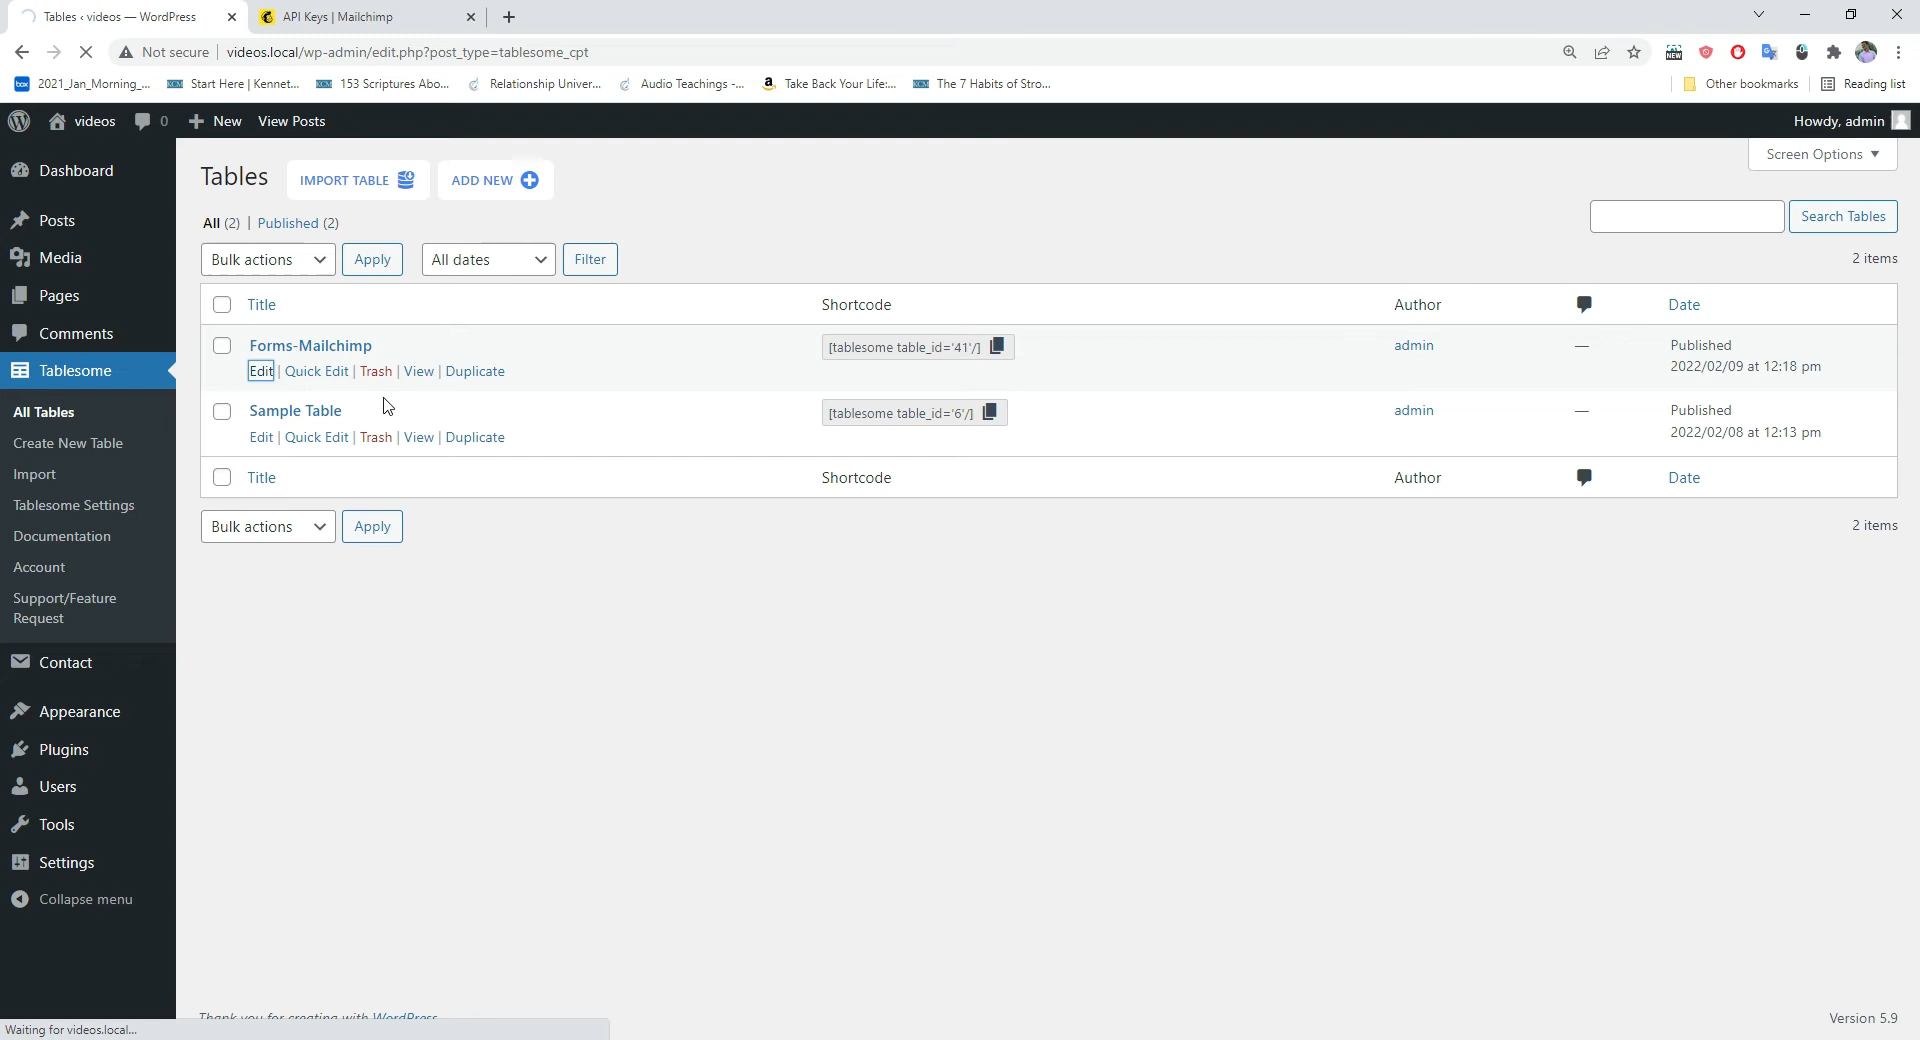 Tables ‹ videos — WordPress
API Keys | Mailchimp
Not secure
videos.local/wp-admin/edit.php?post_type=tablesome_cpt
NEW
box
2021_Jan_Morning_...
KCM
Start Here | Kennet...
KCM
153 Scriptures Abo...
Relationship Univer...
Audio Teachings -...
a
Take Back Your Life:...
KCM
The 7 Habits of Stro...
Other bookmarks
Reading list
videos
0
New
View Posts
Howdy, admin
Dashboard
Posts
Media
Pages
Comments
Tablesome
All Tables
Create New Table
Import
Tablesome Settings
Documentation
Account
Support/Feature
Request
Contact
Appearance
Plugins
Users
Tools
Settings
Collapse menu
Screen Options
Tables
IMPORT TABLE
ADD NEW
All (2) | Published (2)
Search Tables
Bulk actions
Apply
All dates
Filter
2 items
Title
Shortcode
Author
Date
Forms-Mailchimp
[tablesome table_id='41'/]
admin
—
Published
2022/02/09 at 12:18 pm
Edit | Quick Edit | Trash | View | Duplicate
Sample Table
[tablesome table_id='6'/]
admin
—
Published
2022/02/08 at 12:13 pm
Edit | Quick Edit | Trash | View | Duplicate
Title
Shortcode
Author
Date
Bulk actions
Apply
2 items
Thank you for creating with WordPress
Version 5.9
Waiting for videos.local...